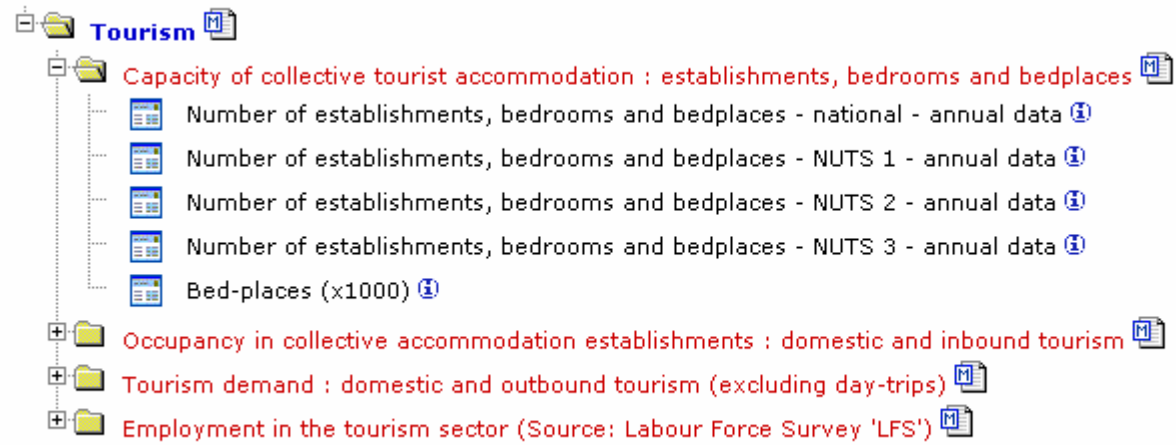 Tourism
Capacity of collective tourist accommodation : establishments, bedrooms and bedplaces
Number of establishments, bedrooms and bedplaces - national - annual data
Number of establishments, bedrooms and bedplaces - NUTS 1 - annual data
Number of establishments, bedrooms and bedplaces - NUTS 2 - annual data
Number of establishments, bedrooms and bedplaces - NUTS 3 - annual data
Bed-places (x1000)
Occupancy in collective accommodation establishments : domestic and inbound tourism
Tourism demand : domestic and outbound tourism (excluding day-trips)
Employment in the tourism sector (Source: Labour Force Survey 'LFS')